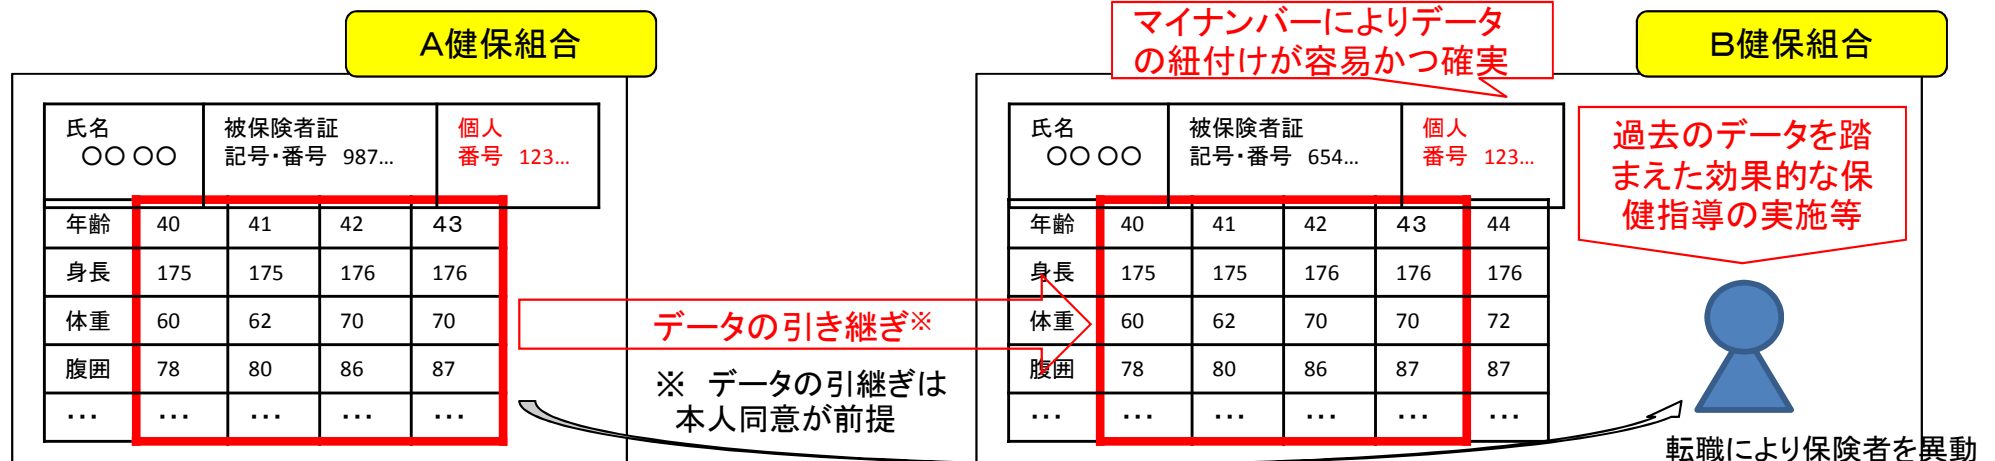 A健保組合
氏名
〇〇 〇〇
被保険者証
記号・番号 987...
個人
番号 123...
年齢 40 41 42 43
身長 175 175 176 176
体重 60 62 70 70
腹囲 78 80 86 87
… … … … …
データの引き継ぎ※
※ データの引継ぎは
本人同意が前提
マイナンバーによりデータ
の紐付けが容易かつ確実
B健保組合
氏名
〇〇 〇〇
被保険者証
記号・番号 654...
個人
番号 123...
年齢 40 41 42 43 44
身長 175 175 176 176 176
体重 60 62 70 70 72
腹囲 78 80 86 87 87
… … … … … …
過去のデータを踏
まえた効果的な保
健指導の実施等
転職により保険者を異動